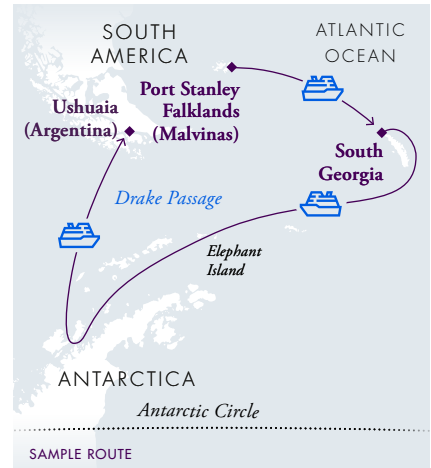 SOUTH
AMERICA
ATLANTIC
OCEAN
Port Stanley
Falklands
(Malvinas)
Ushuaia
(Argentina)
South
Georgia
Drake Passage
Elephant
Island
ANTARCTICA
Antarctic Circle
SAMPLE ROUTE